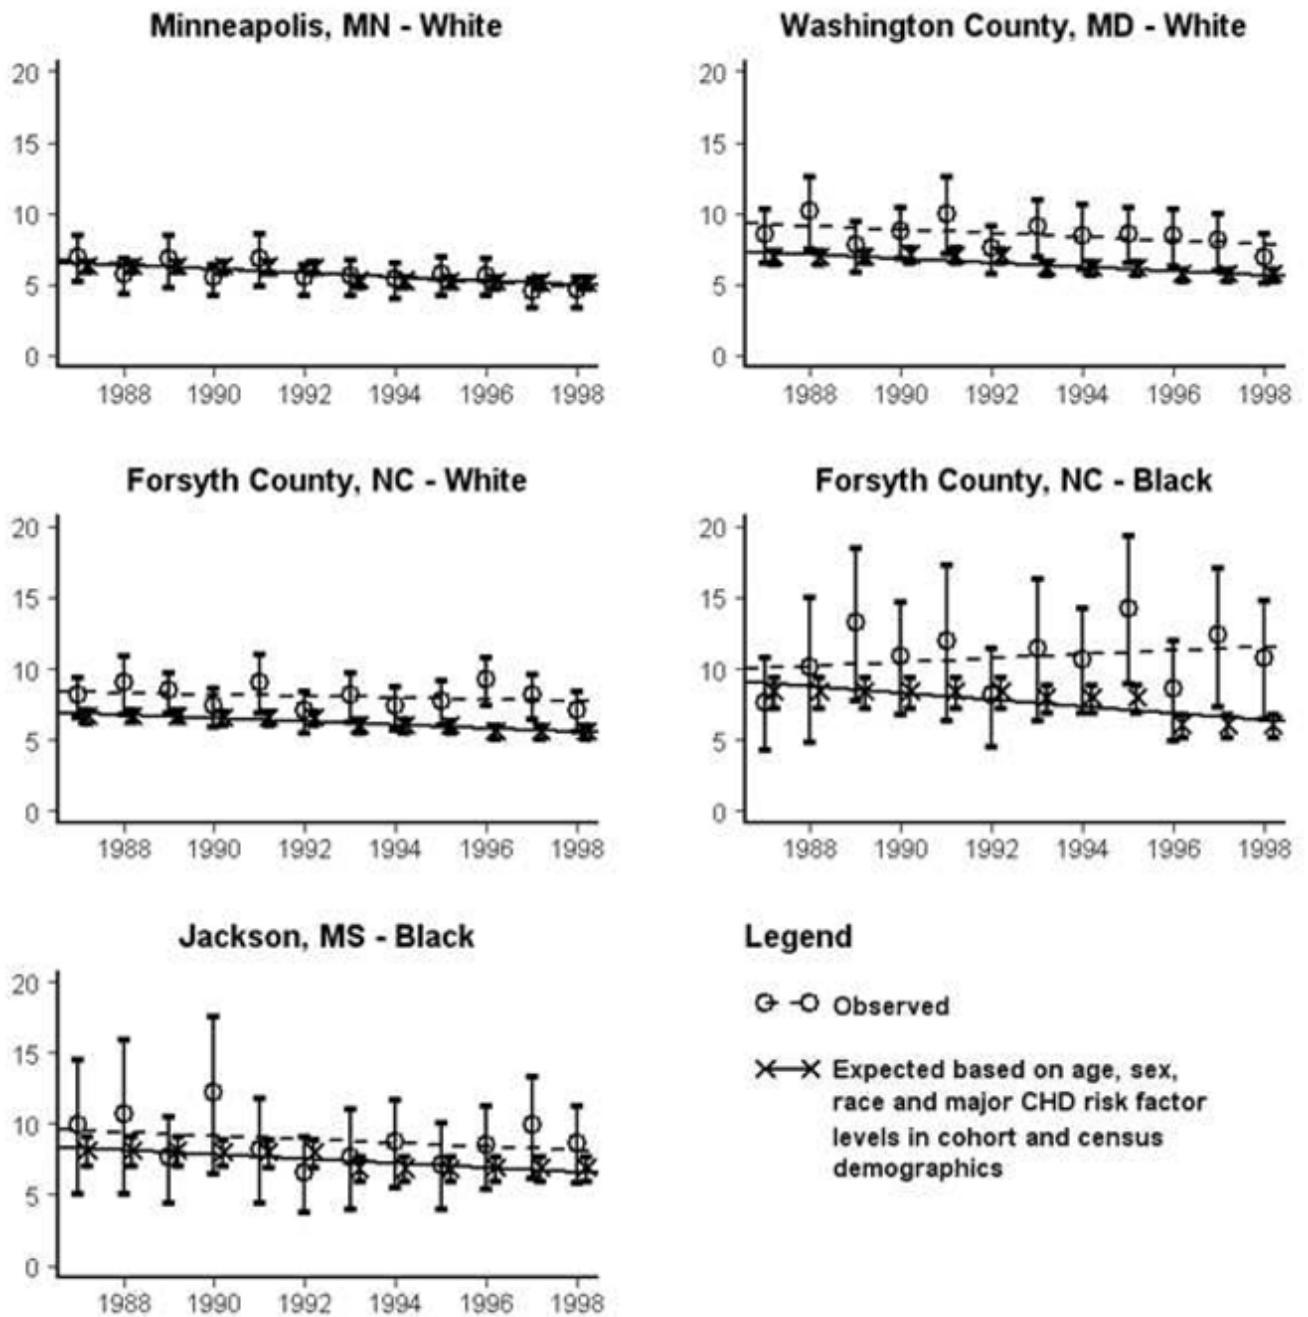 Minneapolis, MN - White
20
15
10
5
0
1988 1990 1992 1994 1996 1998
Washington County, MD - White
20
15
10
5
0
1988 1990 1992 1994 1996 1998
Forsyth County, NC - White
20
15
10
5
0
1988 1990 1992 1994 1996 1998
Forsyth County, NC - Black
20
15
10
5
0
1988 1990 1992 1994 1996 1998
Jackson, MS - Black
20
15
10
5
0
1988 1990 1992 1994 1996 1998
Legend
Observed
Expected based on age, sex,
race and major CHD risk factor
levels in cohort and census
demographics